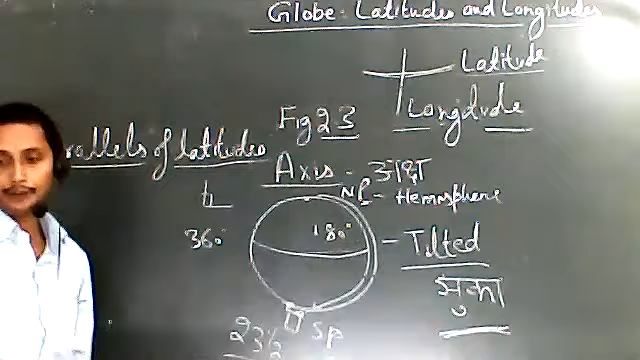 Globe - Latitudes and Longitudes
Latitude
Longitude
Fig 2.3
rallels of latitudes
Axis - अक्ष
NP - Hemisphere
360°
180°
- Tilted
झुका
23½
SP